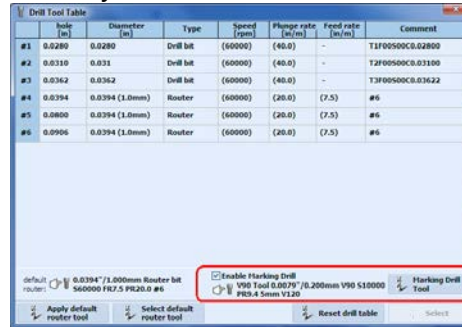 Drill Tool Table
hole [in] Diameter [in] Type Speed [rpm] Plunge rate [in/m] Feed rate [in/m] Comment
#1 0.0280 0.0280 Drill bit (60000) (40.0) - T1F00S00C0.02800
#2 0.0310 0.031 Drill bit (60000) (40.0) - T2F00S00C0.03100
#3 0.0362 0.0362 Drill bit (60000) (40.0) - T3F00S00C0.03622
#4 0.0394 0.0394 (1.0mm) Router (60000) (20.0) (7.5) #6
#5 0.0800 0.0394 (1.0mm) Router (60000) (20.0) (7.5) #6
#6 0.0906 0.0394 (1.0mm) Router (60000) (20.0) (7.5) #6
default router: 0.0394"/1.000mm Router bit
S60000 FR7.5 PR20.0 #6
Enable Marking Drill
V90 Tool 0.0079"/0.200mm V90 S10000
PR9.4 5mm V120
Marking Drill Tool
Apply default router tool
Select default router tool
Reset drill table
Select